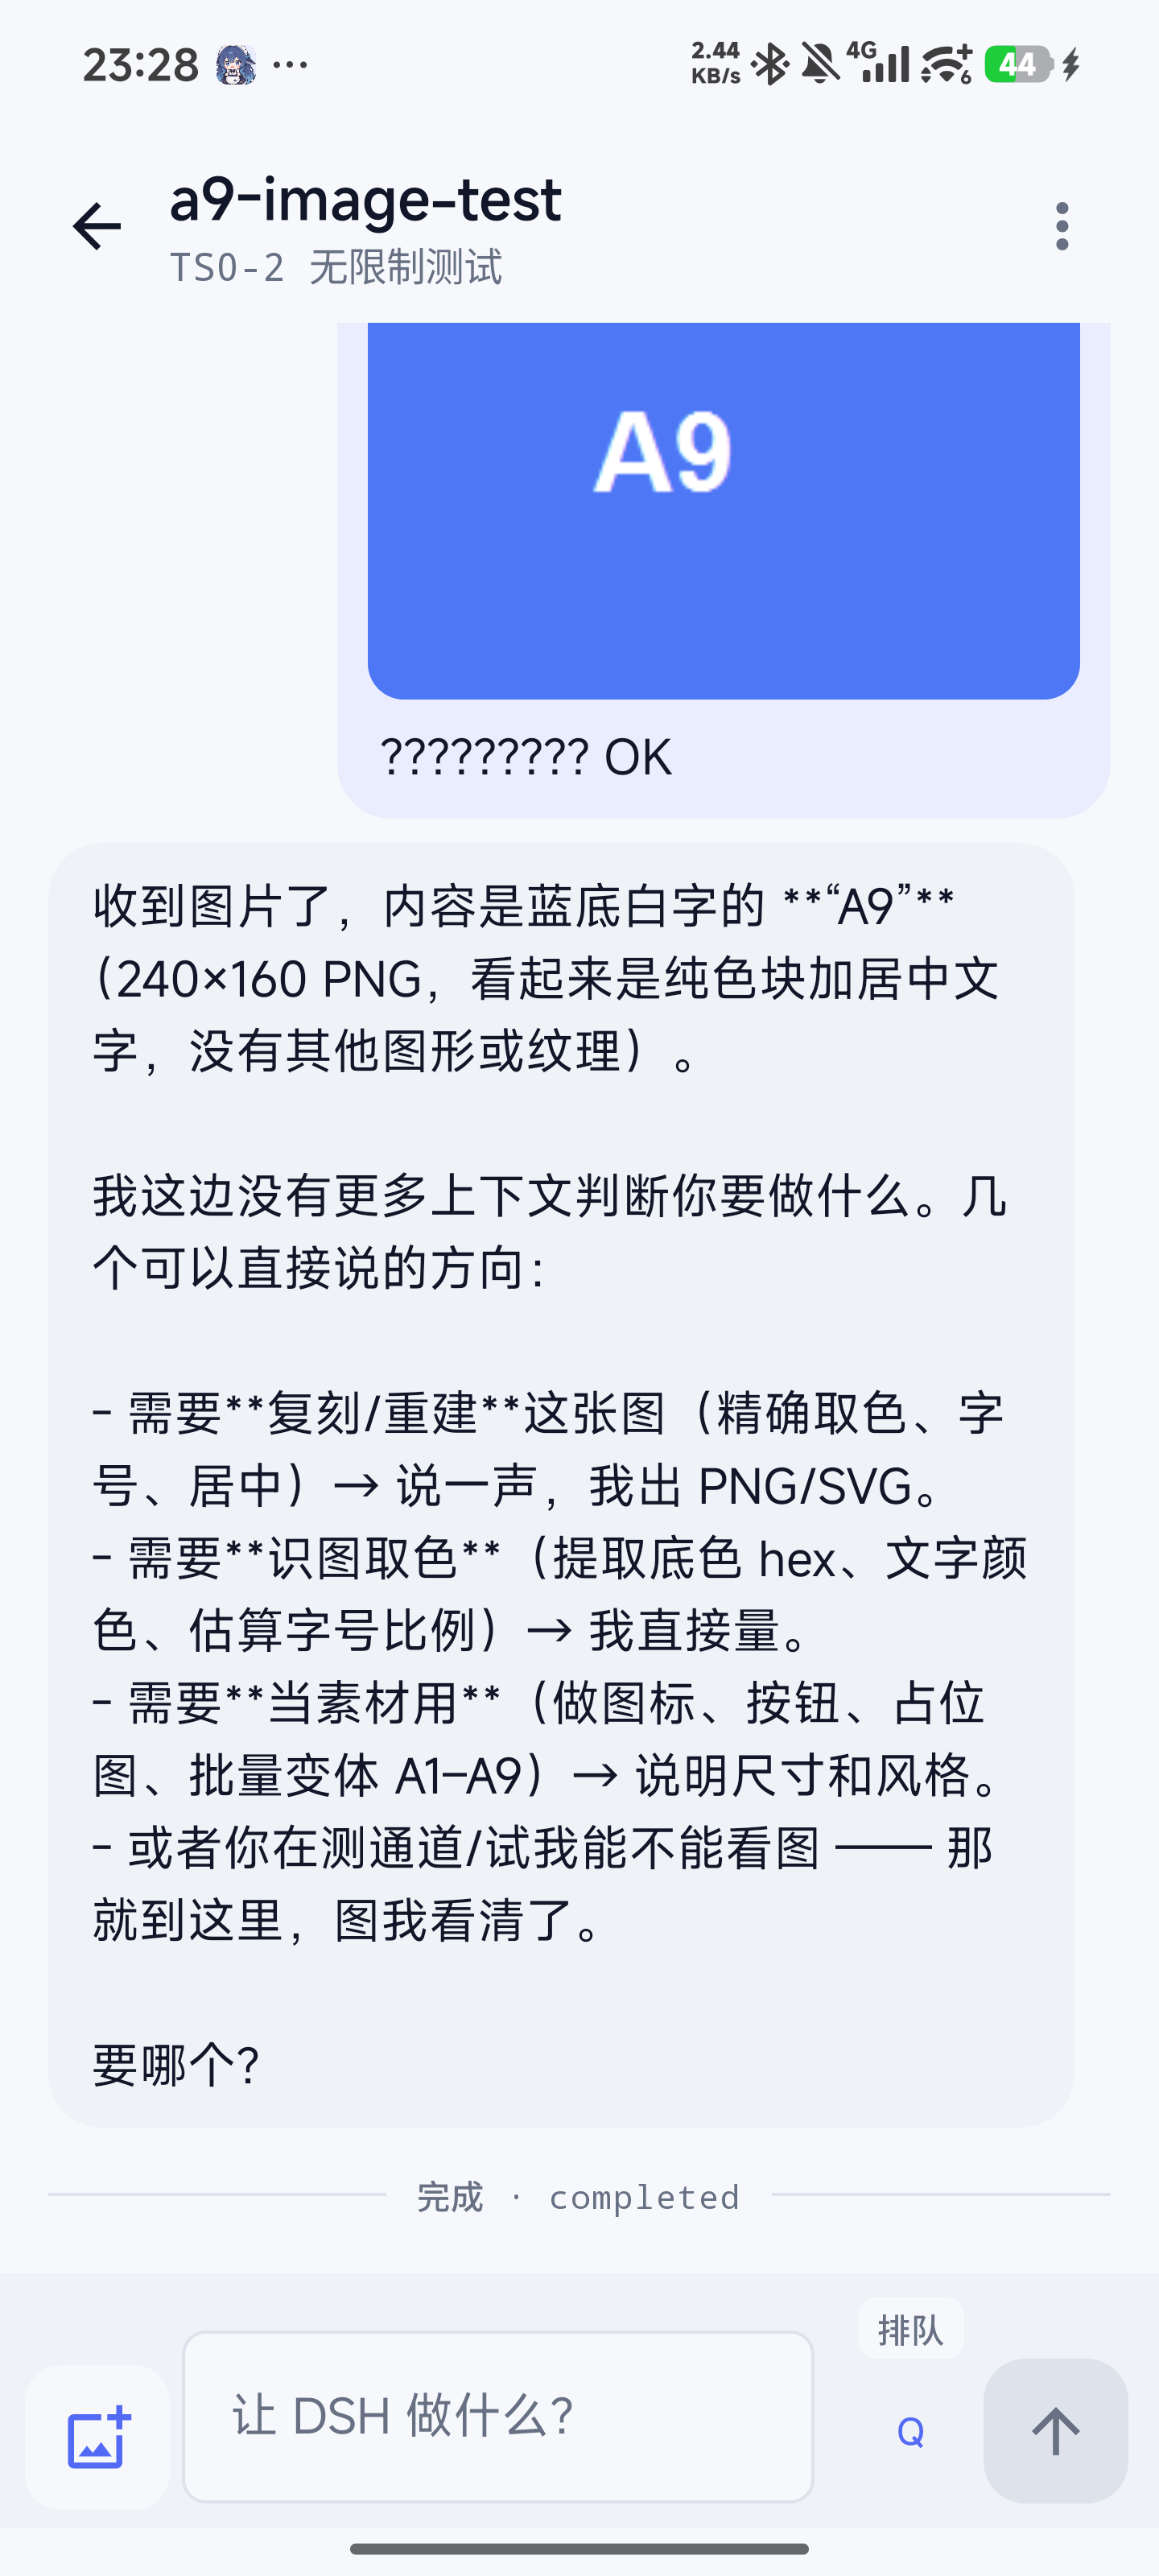 23:28 ...
2.44
KB/s
4G
6
44
a9-image-test
TS0-2 无限制测试
A9
????????? OK
收到图片了，内容是蓝底白字的 **“A9”**
（240×160 PNG，看起来是纯色块加居中文
字，没有其他图形或纹理）。
我这边没有更多上下文判断你要做什么。几
个可以直接说的方向：
- 需要**复刻/重建**这张图（精确取色、字
号、居中）→ 说一声，我出 PNG/SVG。
- 需要**识图取色**（提取底色 hex、文字颜
色、估算字号比例）→ 我直接量。
- 需要**当素材用**（做图标、按钮、占位
图、批量变体 A1–A9）→ 说明尺寸和风格。
- 或者你在测通道/试我能不能看图 —— 那
就到这里，图我看清了。
要哪个？
完成 · completed
排队
让 DSH 做什么？
Q